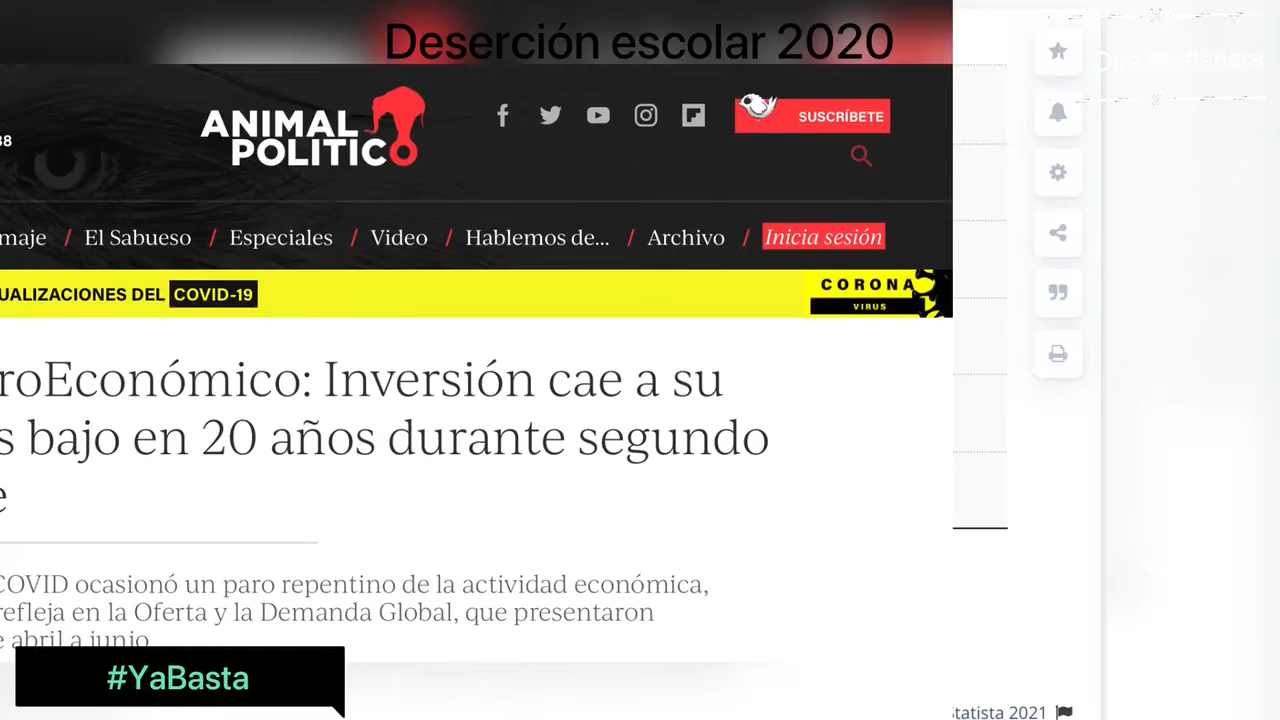 Deserción escolar 2020
38
ANIMAL
POLITICO
SUSCRÍBETE
maje / El Sabueso / Especiales / Video / Hablemos de... / Archivo / Inicia sesión
UALIZACIONES DEL COVID-19
CORONA
VIRUS
roEconómico: Inversión cae a su
s bajo en 20 años durante segundo
e
COVID ocasionó un paro repentino de la actividad económica,
refleja en la Oferta y la Demanda Global, que presentaron
e abril a junio
#YaBasta
Statista 2021